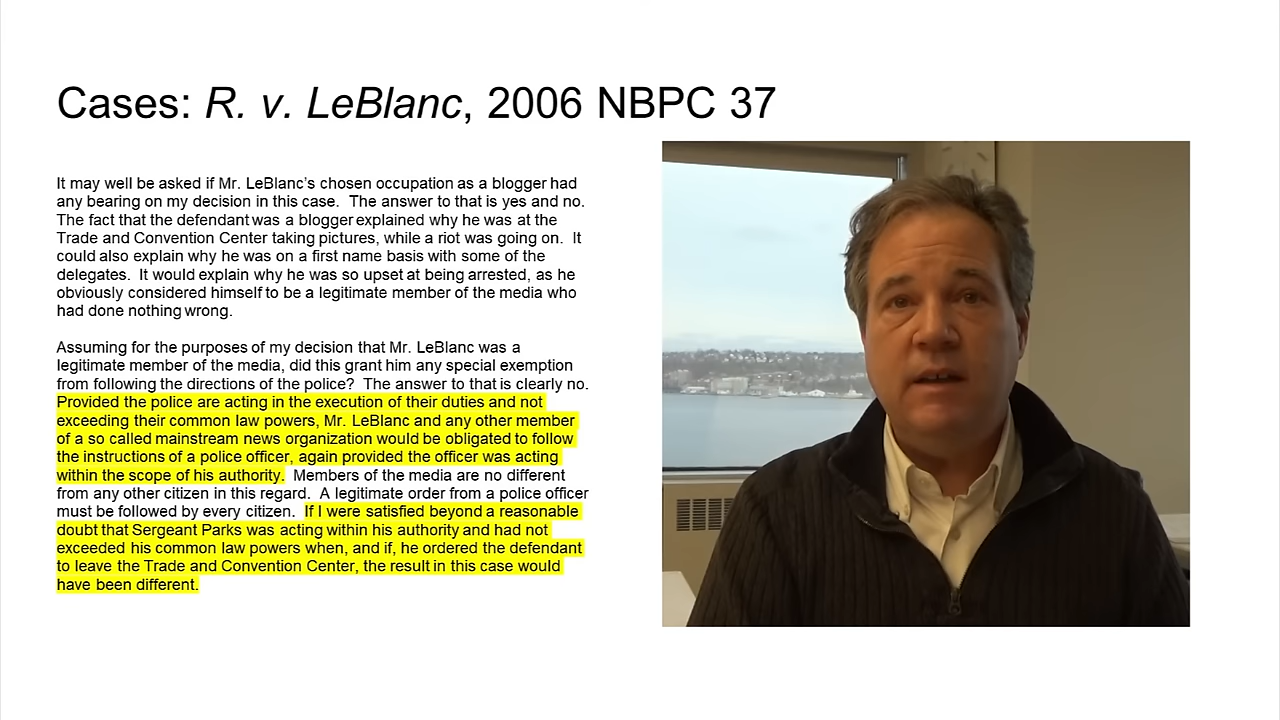 Cases: R. v. LeBlanc, 2006 NBPC 37
It may well be asked if Mr. LeBlanc's chosen occupation as a blogger had
any bearing on my decision in this case.  The answer to that is yes and no.
The fact that the defendant was a blogger explained why he was at the
Trade and Convention Center taking pictures, while a riot was going on.  It
could also explain why he was on a first name basis with some of the
delegates.  It would explain why he was so upset at being arrested, as he
obviously considered himself to be a legitimate member of the media who
had done nothing wrong.
Assuming for the purposes of my decision that Mr. LeBlanc was a
legitimate member of the media, did this grant him any special exemption
from following the directions of the police?  The answer to that is clearly no.
Provided the police are acting in the execution of their duties and not
exceeding their common law powers, Mr. LeBlanc and any other member
of a so called mainstream news organization would be obligated to follow
the instructions of a police officer, again provided the officer was acting
within the scope of his authority.  Members of the media are no different
from any other citizen in this regard.  A legitimate order from a police officer
must be followed by every citizen.  If I were satisfied beyond a reasonable
doubt that Sergeant Parks was acting within his authority and had not
exceeded his common law powers when, and if, he ordered the defendant
to leave the Trade and Convention Center, the result in this case would
have been different.